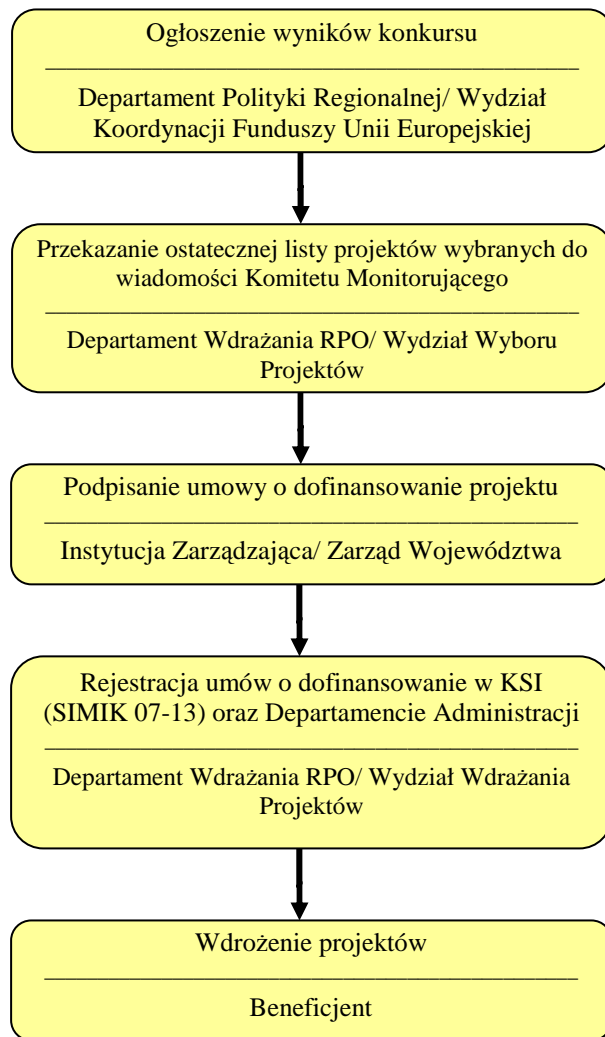 Ogłoszenie wyników konkursu
Departament Polityki Regionalnej/ Wydział
Koordynacji Funduszy Unii Europejskiej
Przekazanie ostatecznej listy projektów wybranych do
wiadomości Komitetu Monitorującego
Departament Wdrażania RPO/ Wydział Wyboru
Projektów
Podpisanie umowy o dofinansowanie projektu
Instytucja Zarządzająca/ Zarząd Województwa
Rejestracja umów o dofinansowanie w KSI
(SIMIK 07-13) oraz Departamencie Administracji
Departament Wdrażania RPO/ Wydział Wdrażania
Projektów
Wdrożenie projektów
Beneficjent